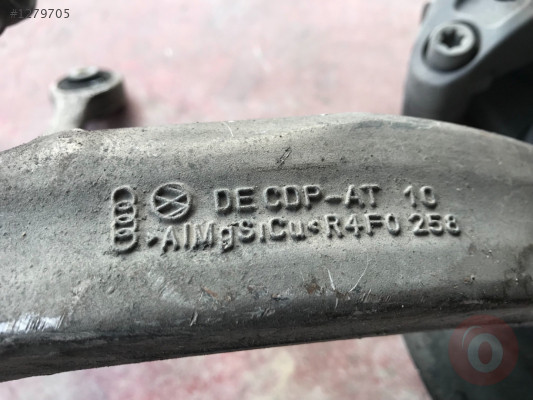 #1279705
DE CDP-AT 10
>AlMgSiCu< R4F0 258